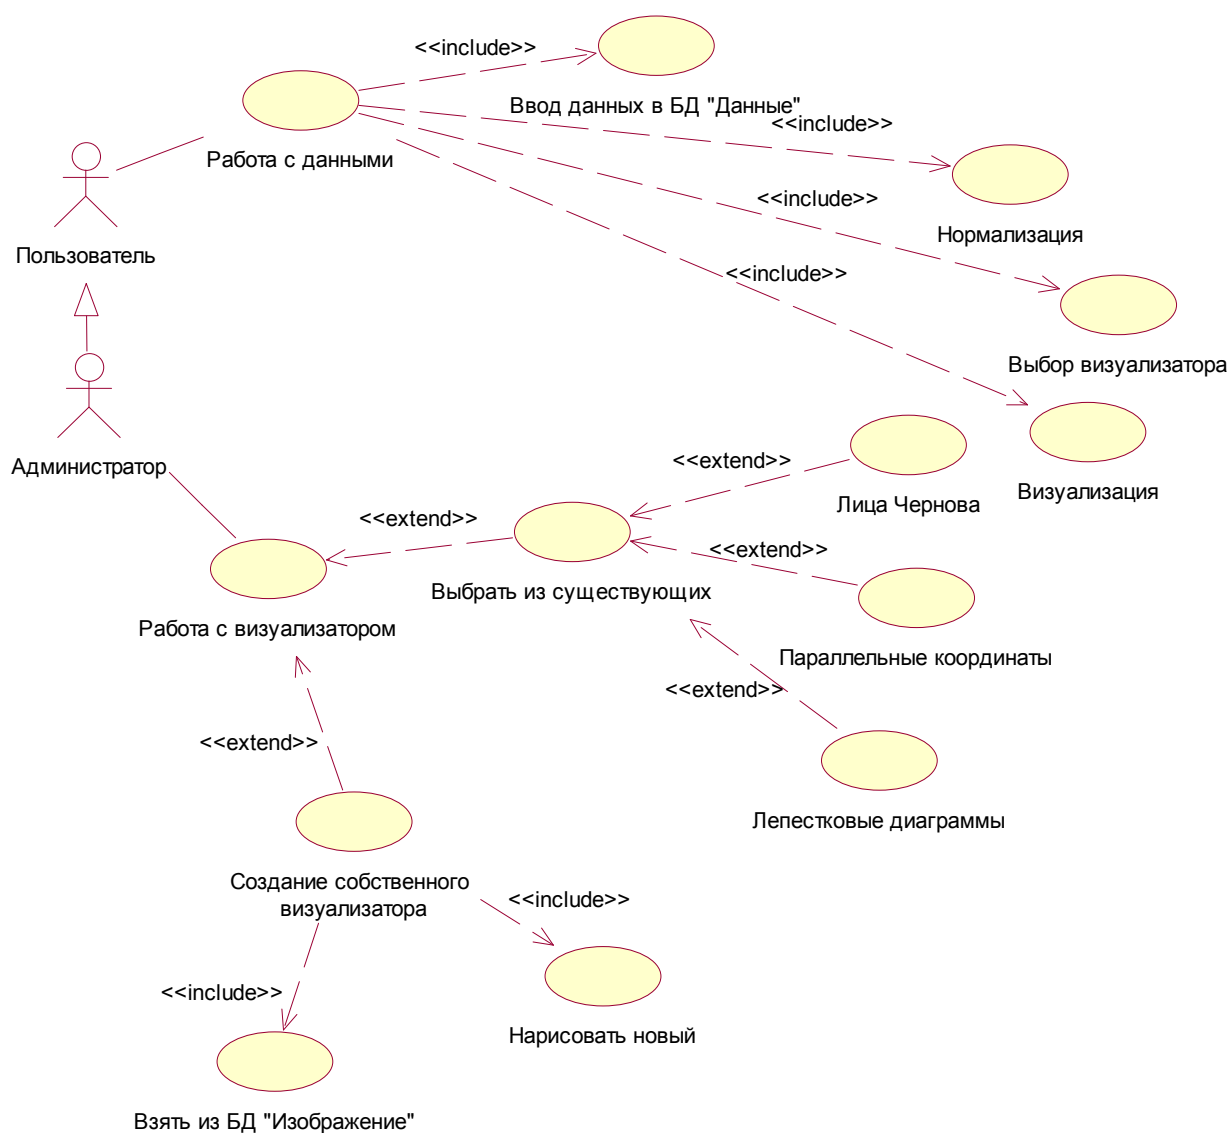 <<include>>
Ввод данных в БД "Данные"
<<include>>
Работа с данными
<<include>>
Нормализация
Пользователь
<<include>>
Выбор визуализатора
Администратор
<<extend>>
Лица Чернова
Визуализация
<<extend>>
<<extend>>
Выбрать из существующих
Работа с визуализатором
Параллельные координаты
<<extend>>
<<extend>>
Лепестковые диаграммы
Создание собственного
визуализатора
<<include>>
<<include>>
Нарисовать новый
Взять из БД "Изображение"